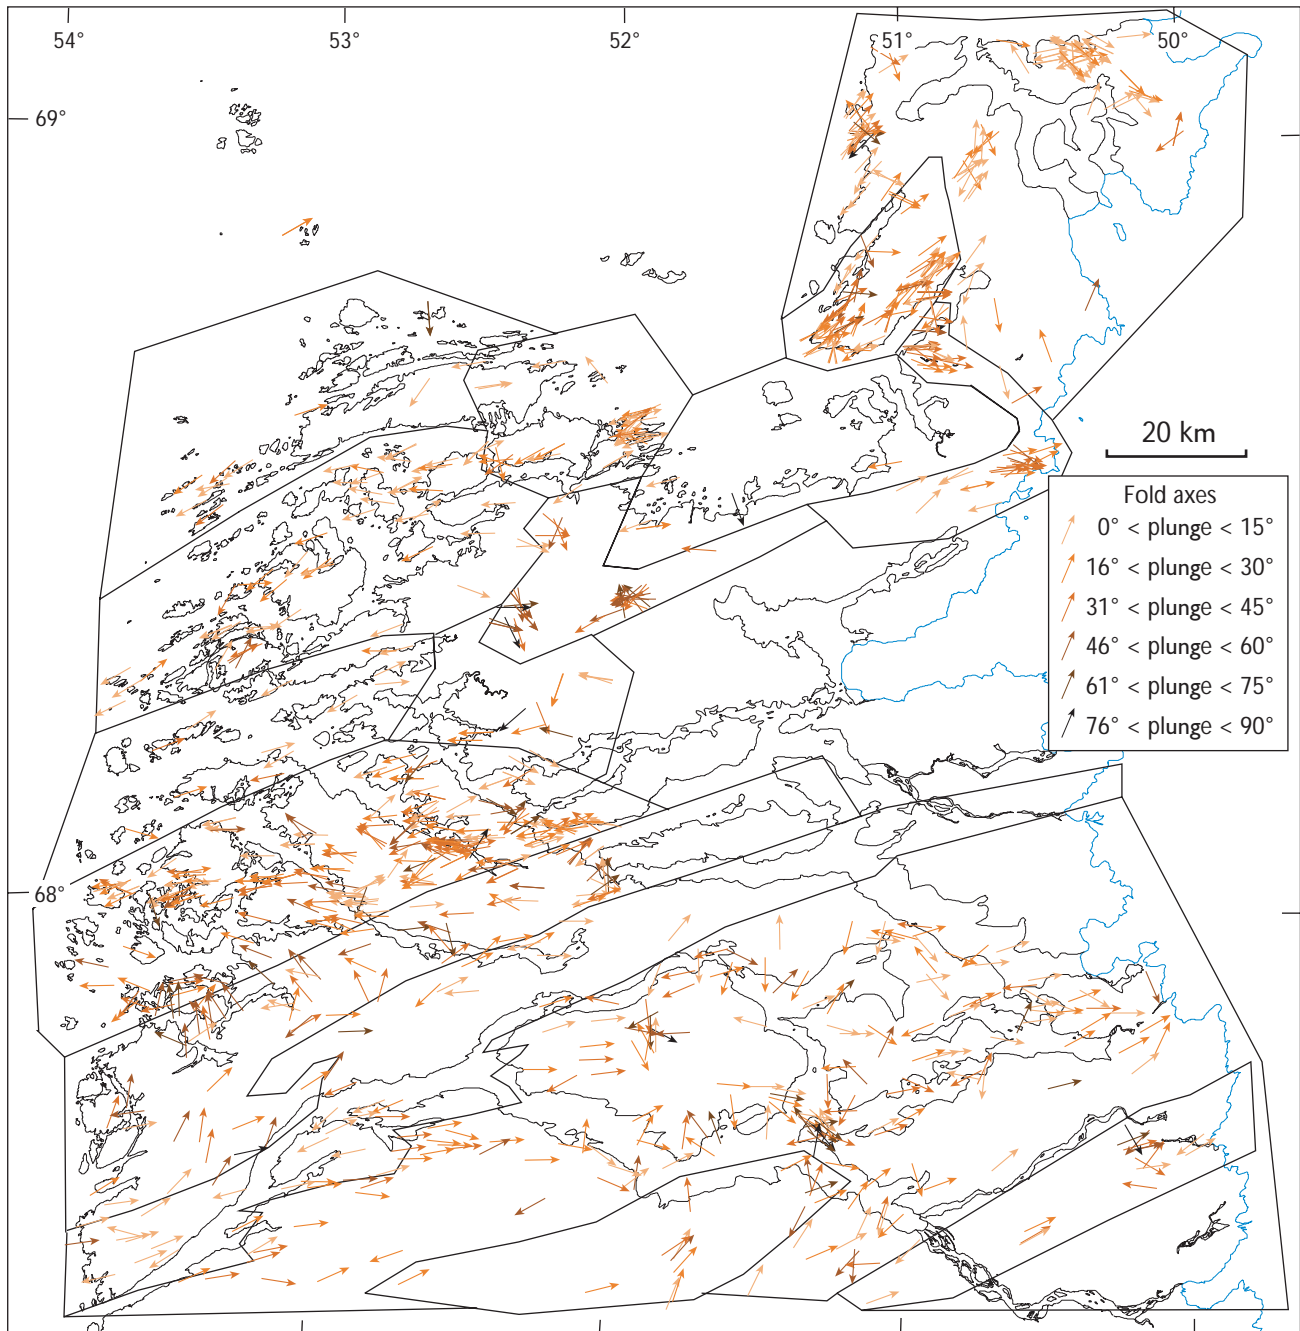 54° 53° 52° 51° 50°
69°
20 km
Fold axes
0° < plunge < 15°
16° < plunge < 30°
31° < plunge < 45°
46° < plunge < 60°
61° < plunge < 75°
76° < plunge < 90°
68°